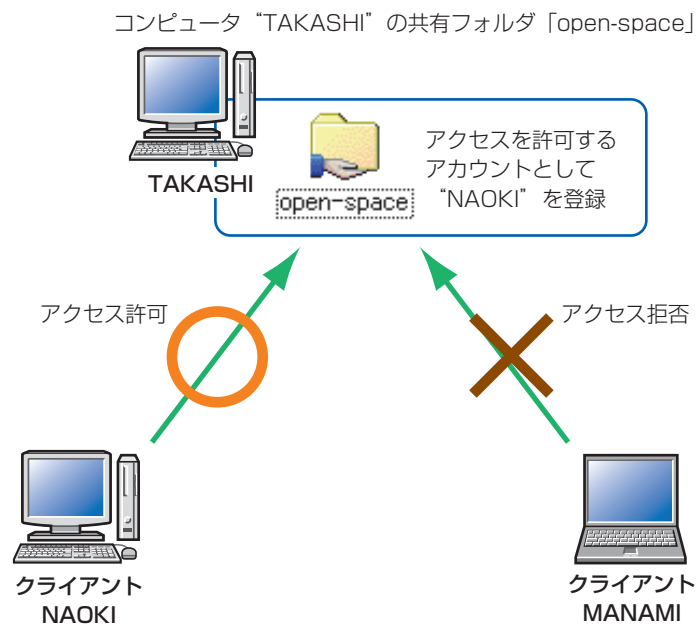 コンピュータ“TAKASHI”の共有フォルダ「open-space」
TAKASHI
open-space
アクセスを許可する
アカウントとして
“NAOKI”を登録
アクセス許可
アクセス拒否
クライアント
NAOKI
クライアント
MANAMI